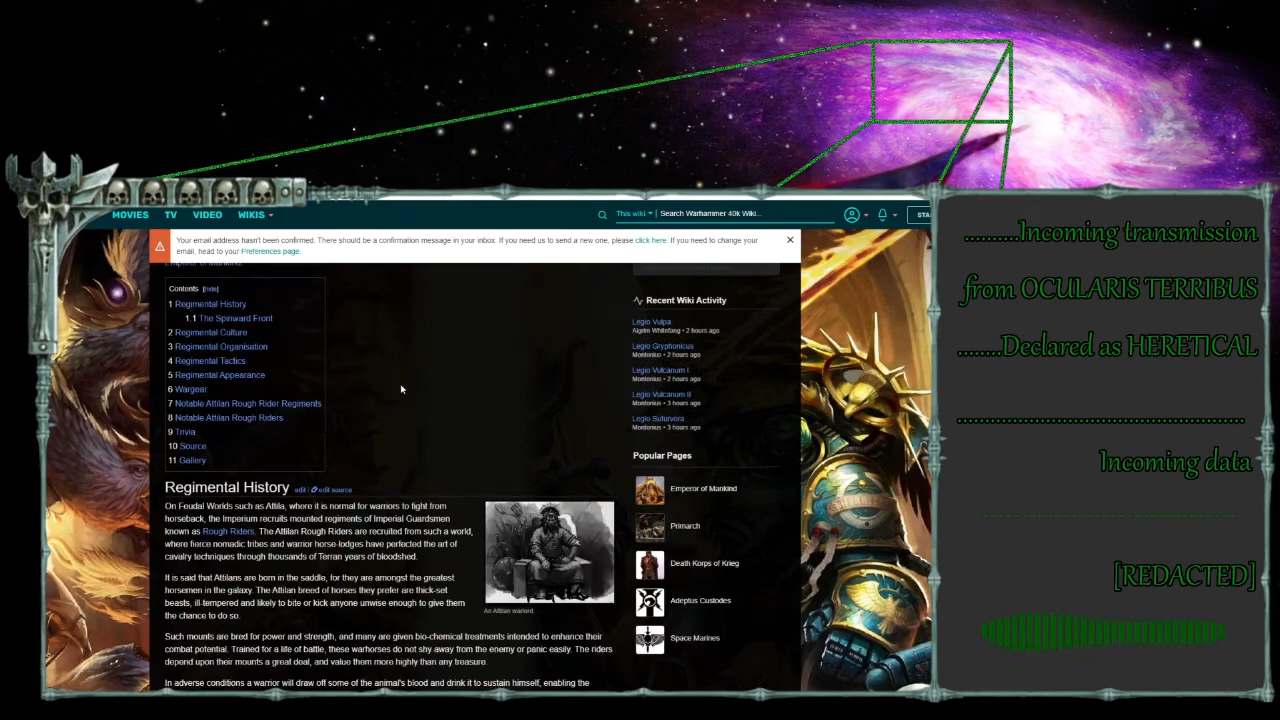 MOVIES TV VIDEO WIKIS
This wiki Search Warhammer 40k Wiki...
Your email address hasn't been confirmed. There should be a confirmation message in your inbox. If you need us to send a new one, please click here. If you need to change your
email, head to your Preferences page.
Emperor of Mankind.
Contents [hide]
1 Regimental History
1.1 The Spinward Front
2 Regimental Culture
3 Regimental Organisation
4 Regimental Tactics
5 Regimental Appearance
6 Wargear
7 Notable Attilan Rough Rider Regiments
8 Notable Attilan Rough Riders
9 Trivia
10 Source
11 Gallery
Regimental History edit | edit source
On Feudal Worlds such as Attila, where it is normal for warriors to fight from
horseback, the Imperium recruits mounted regiments of Imperial Guardsmen
known as Rough Riders. The Attilan Rough Riders are recruited from such a world,
where fierce nomadic tribes and warrior horse-lodges have perfected the art of
cavalry techniques through thousands of Terran years of bloodshed.
It is said that Attilans are born in the saddle, for they are amongst the greatest
horsemen in the galaxy. The Attilan breed of horses they prefer are thick-set
beasts, ill-tempered and likely to bite or kick anyone unwise enough to give them
the chance to do so.
An Attilan warlord.
Such mounts are bred for power and strength, and many are given bio-chemical treatments intended to enhance their
combat potential. Trained for a life of battle, these warhorses do not shy away from the enemy or panic easily. The riders
depend upon their mounts a great deal, and value them more highly than any treasure.
In adverse conditions a warrior will draw off some of the animal's blood and drink it to sustain himself, enabling the
Recent Wiki Activity
Legio Vulpa
Algrim Whitefang • 2 hours ago
Legio Gryphonicus
Montonius • 2 hours ago
Legio Vulcanum I
Montonius • 2 hours ago
Legio Vulcanum II
Montonius • 3 hours ago
Legio Suturvora
Montonius • 3 hours ago
Popular Pages
Emperor of Mankind
Primarch
Death Korps of Krieg
Adeptus Custodes
Space Marines
STA
..........Incoming transmission
from OCULARIS TERRIBUS
........Declared as HERETICAL
Incoming data
[REDACTED]